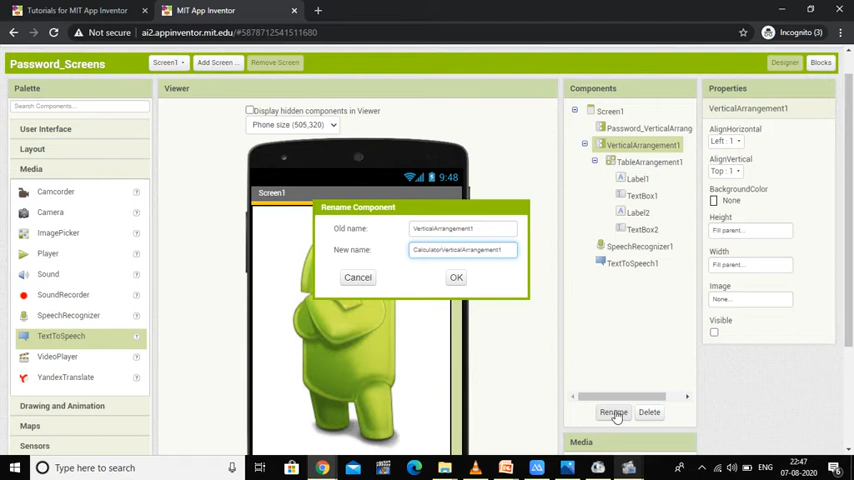 Tutorials for MIT App Inventor
MIT App Inventor
Not secure | ai2.appinventor.mit.edu/#5878712541511680
Incognito (3)
Password_Screens
Screen1
Add Screen ...
Remove Screen
Designer
Blocks
Palette
Viewer
Components
Properties
Search Components...
User Interface
Layout
Media
Camcorder
Camera
ImagePicker
Player
Sound
SoundRecorder
SpeechRecognizer
TextToSpeech
VideoPlayer
YandexTranslate
Drawing and Animation
Maps
Sensors
Display hidden components in Viewer
Phone size (505,320)
9:48
Screen1
Rename Component
Old name:
VerticalArrangement1
New name:
CalculatorVerticalArrangement1
Cancel
OK
Screen1
Password_VerticalArrang
VerticalArrangement1
TableArrangement1
Label1
TextBox1
Label2
TextBox2
SpeechRecognizer1
TextToSpeech1
Rename
Delete
Media
VerticalArrangement1
AlignHorizontal
Left : 1
AlignVertical
Top : 1
BackgroundColor
None
Height
Fill parent...
Width
Fill parent...
Image
None...
Visible
Type here to search
ENG
22:47
07-08-2020